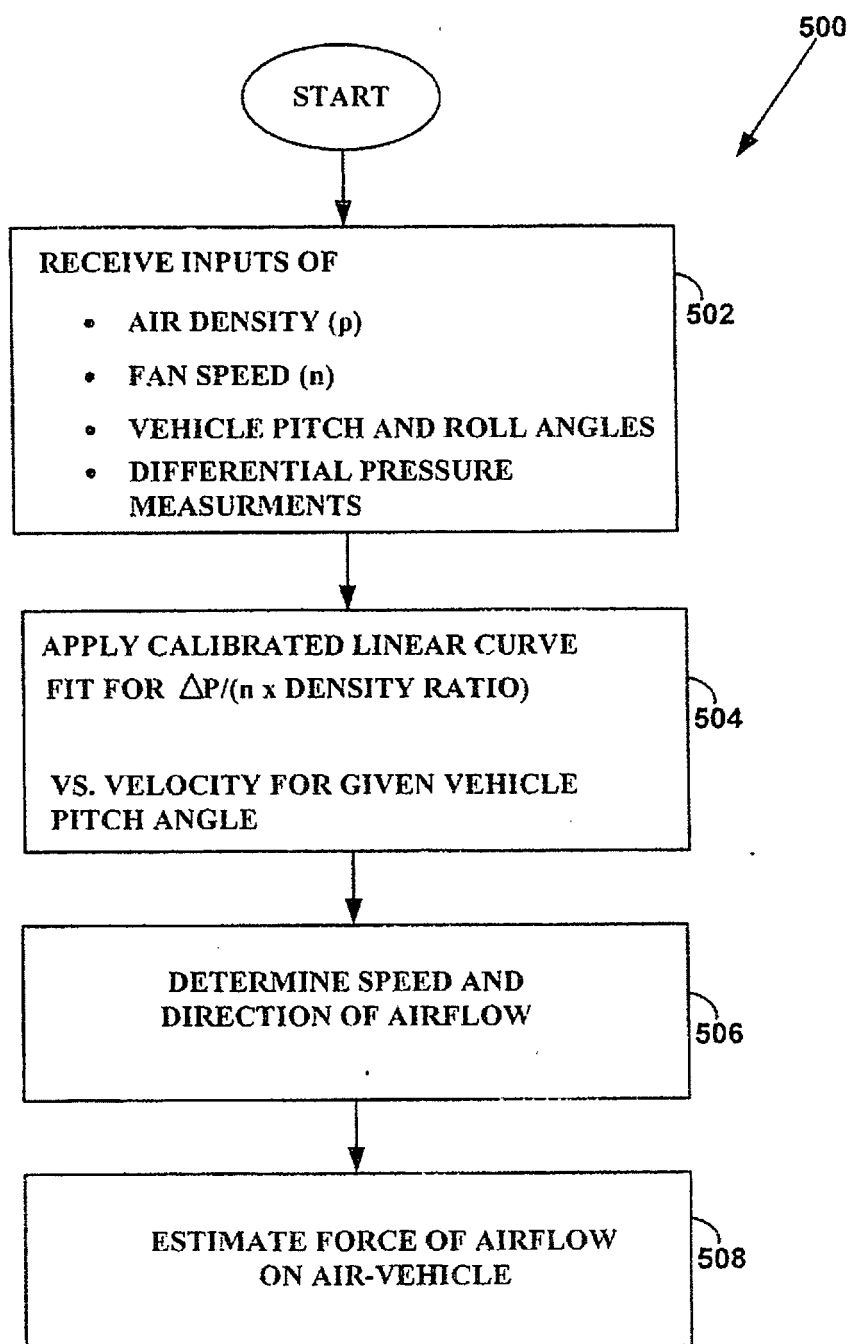 500
START
RECEIVE INPUTS OF
• AIR DENSITY (ρ)
• FAN SPEED (n)
• VEHICLE PITCH AND ROLL ANGLES
• DIFFERENTIAL PRESSURE
MEASURMENTS
502
APPLY CALIBRATED LINEAR CURVE
FIT FOR ΔP/(n x DENSITY RATIO)
504
VS. VELOCITY FOR GIVEN VEHICLE
PITCH ANGLE
DETERMINE SPEED AND
DIRECTION OF AIRFLOW
506
ESTIMATE FORCE OF AIRFLOW
ON AIR-VEHICLE
508